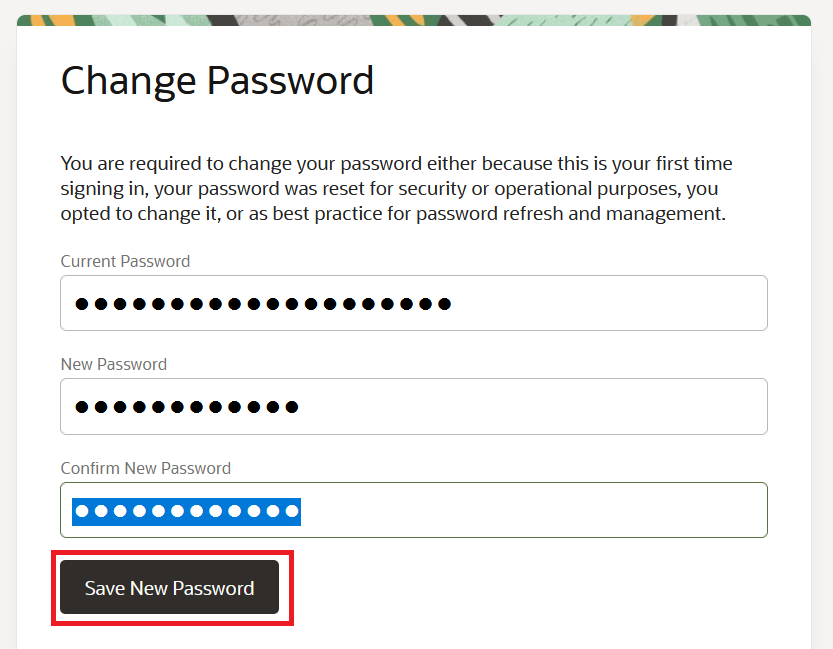 Change Password
You are required to change your password either because this is your first time
signing in, your password was reset for security or operational purposes, you
opted to change it, or as best practice for password refresh and management.
Current Password
●●●●●●●●●●●●●●●●●●●●
New Password
●●●●●●●●●●●●
Confirm New Password
●●●●●●●●●●●●
Save New Password